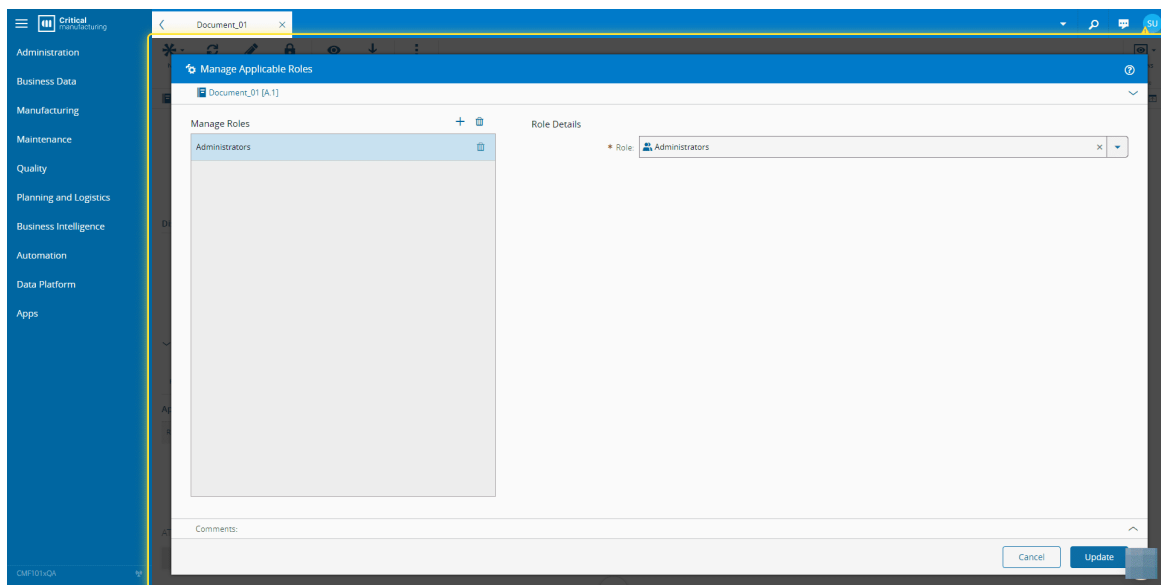 Critical
manufacturing
Document_01
SU
Administration
Business Data
Manufacturing
Maintenance
Quality
Planning and Logistics
Business Intelligence
Automation
Data Platform
Apps
CMF101sQA
Manage Applicable Roles
Document_01 [A.1]
Manage Roles
Administrators
Role Details
* Role: Administrators
Comments:
Cancel
Update